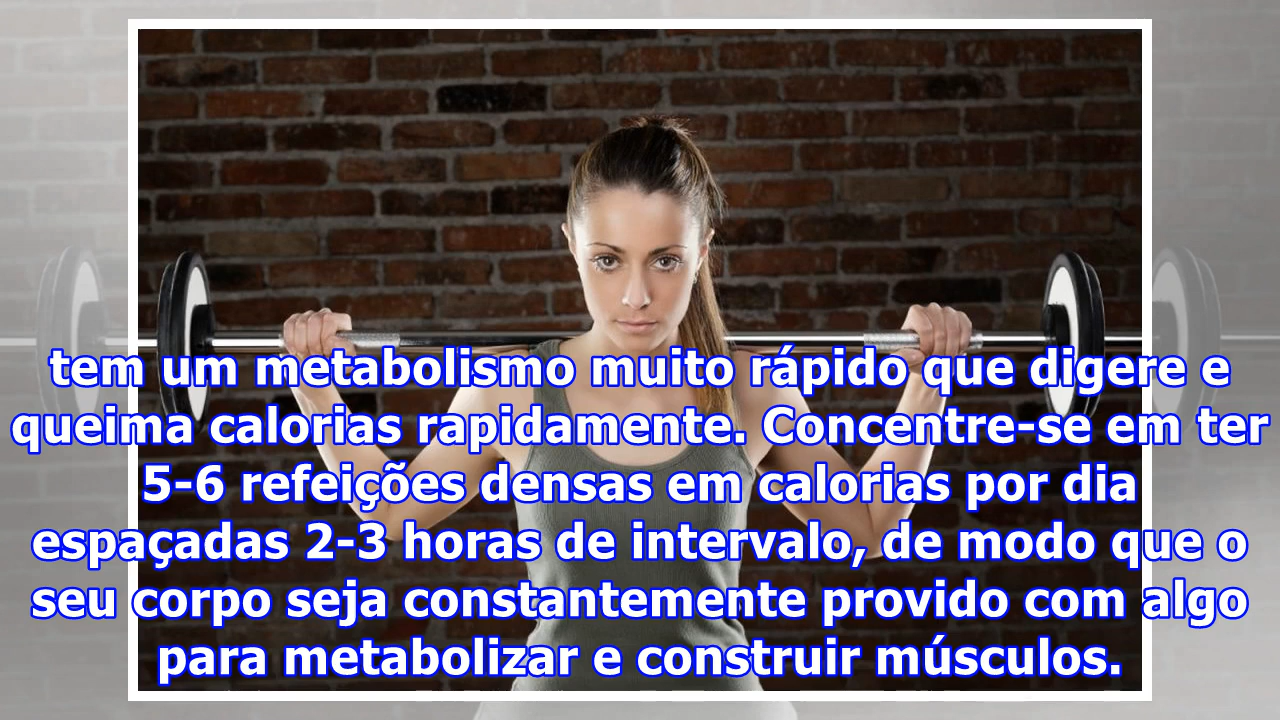 tem um metabolismo muito rápido que digere e
queima calorias rapidamente. Concentre-se em ter
5-6 refeições densas em calorias por dia
espaçadas 2-3 horas de intervalo, de modo que o
seu corpo seja constantemente provido com algo
para metabolizar e construir músculos.